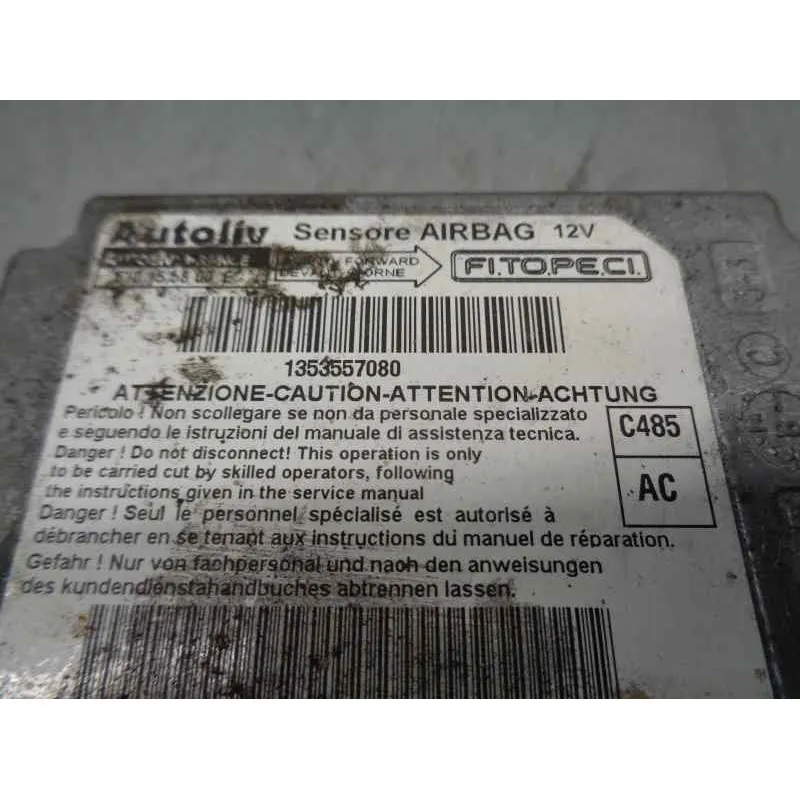 Autoliv Sensore AIRBAG 12V
FORWARD
FI.TO.PE.CI.
1353557080
ATTENZIONE-CAUTION-ATTENTION-ACHTUNG
Pericolo ! Non scollegare se non da personale specializzato
e seguendo le istruzioni del manuale di assistenza tecnica.
Danger ! Do not disconnect! This operation is only
to be carried cut by skilled operators, following
the instructions given in the service manual
C485
AC
Danger ! Seul le personnel spécialisé est autorisé à
débrancher en se tenant aux instructions du manuel de réparation.
Gefahr ! Nur von fachpersonal und nach den anweisungen
des kundendienstahandbuches abtrennen lassen.